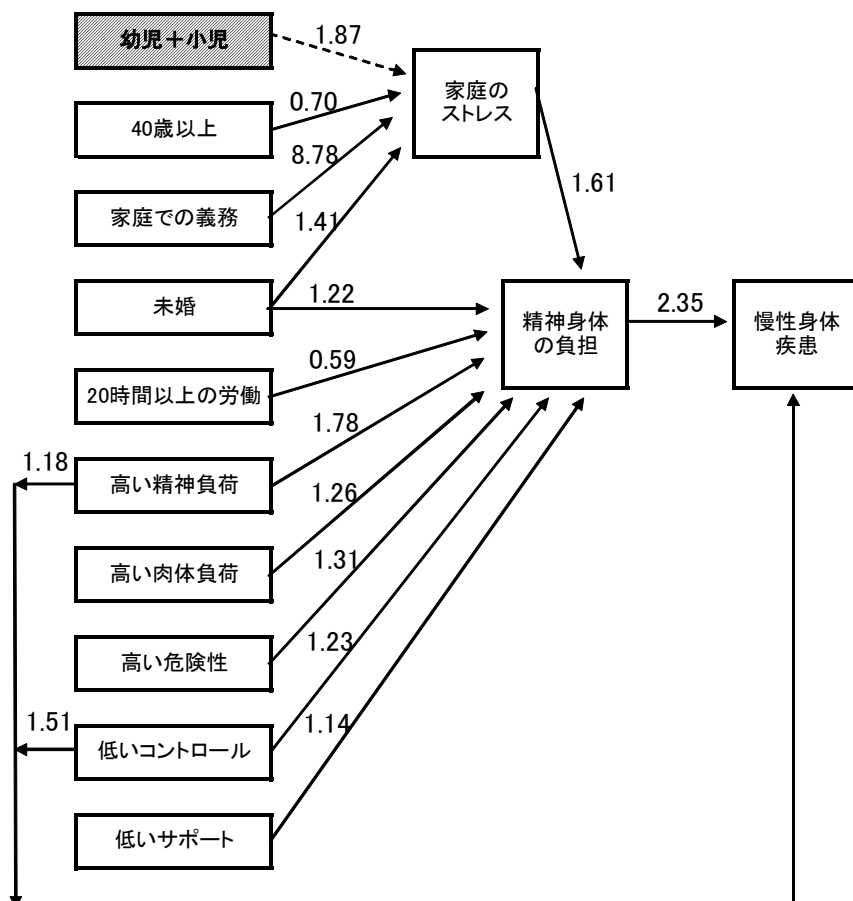 幼児+小児
1.87
家庭の
ストレス
40歳以上
0.70
8.78
家庭での義務
1.41
1.61
未婚
1.22
精神身体
の負担
2.35
慢性身体
疾患
20時間以上の労働
0.59
1.78
1.18
高い精神負荷
1.26
高い肉体負荷
1.31
高い危険性
1.23
1.51
低いコントロール
1.14
低いサポート